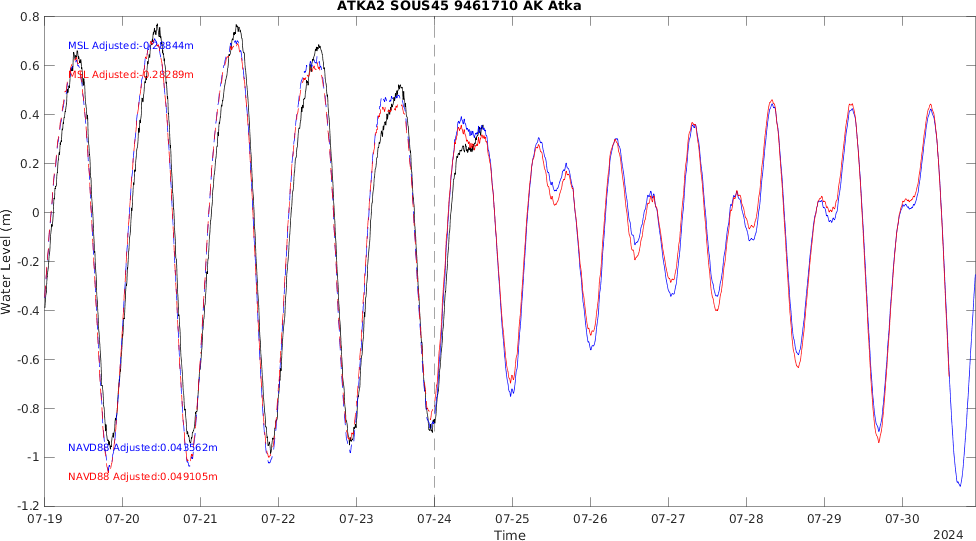 ATKA2 SOUS45 9461710 AK Atka
0.8
MSL Adjusted:-0.28844m
0.6
MSL Adjusted:-0.28289m
0.4
0.2
0
Water Level (m)
-0.2
-0.4
-0.6
-0.8
NAVD88 Adjusted:0.043562m
-1
NAVD88 Adjusted:0.049105m
-1.2
07-19 07-20 07-21 07-22 07-23 07-24 07-25 07-26 07-27 07-28 07-29 07-30
Time
2024